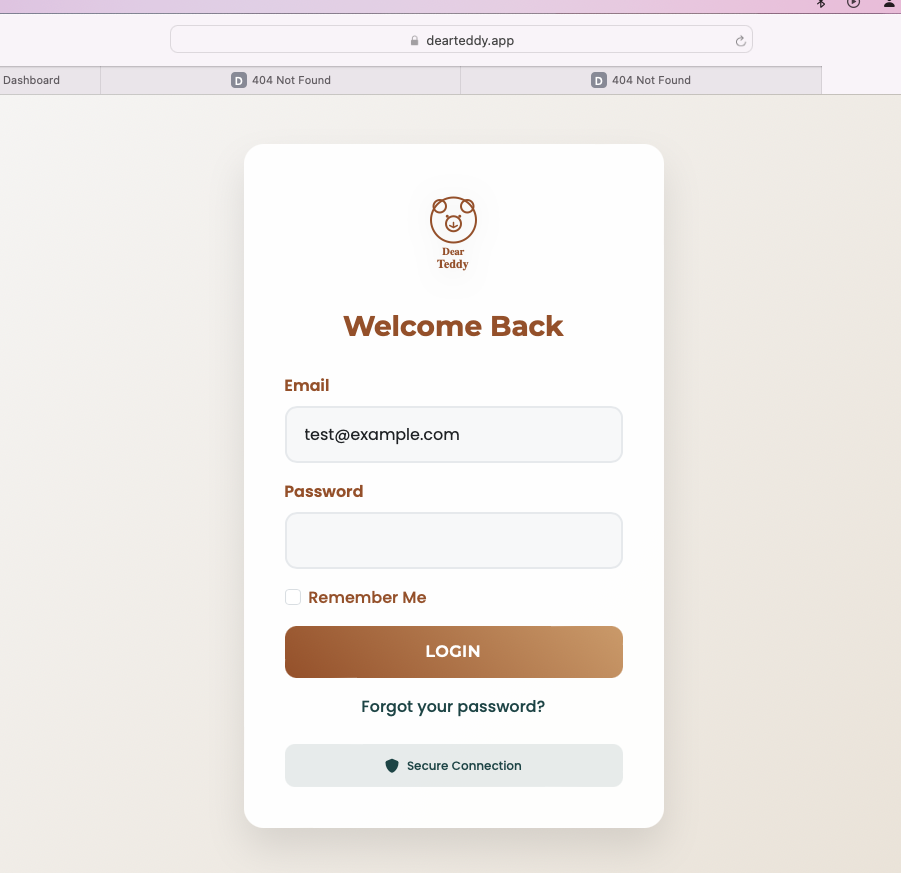 dearteddy.app
Dashboard
D 404 Not Found
D 404 Not Found
Dear
Teddy
Welcome Back
Email
test@example.com
Password
Remember Me
LOGIN
Forgot your password?
Secure Connection